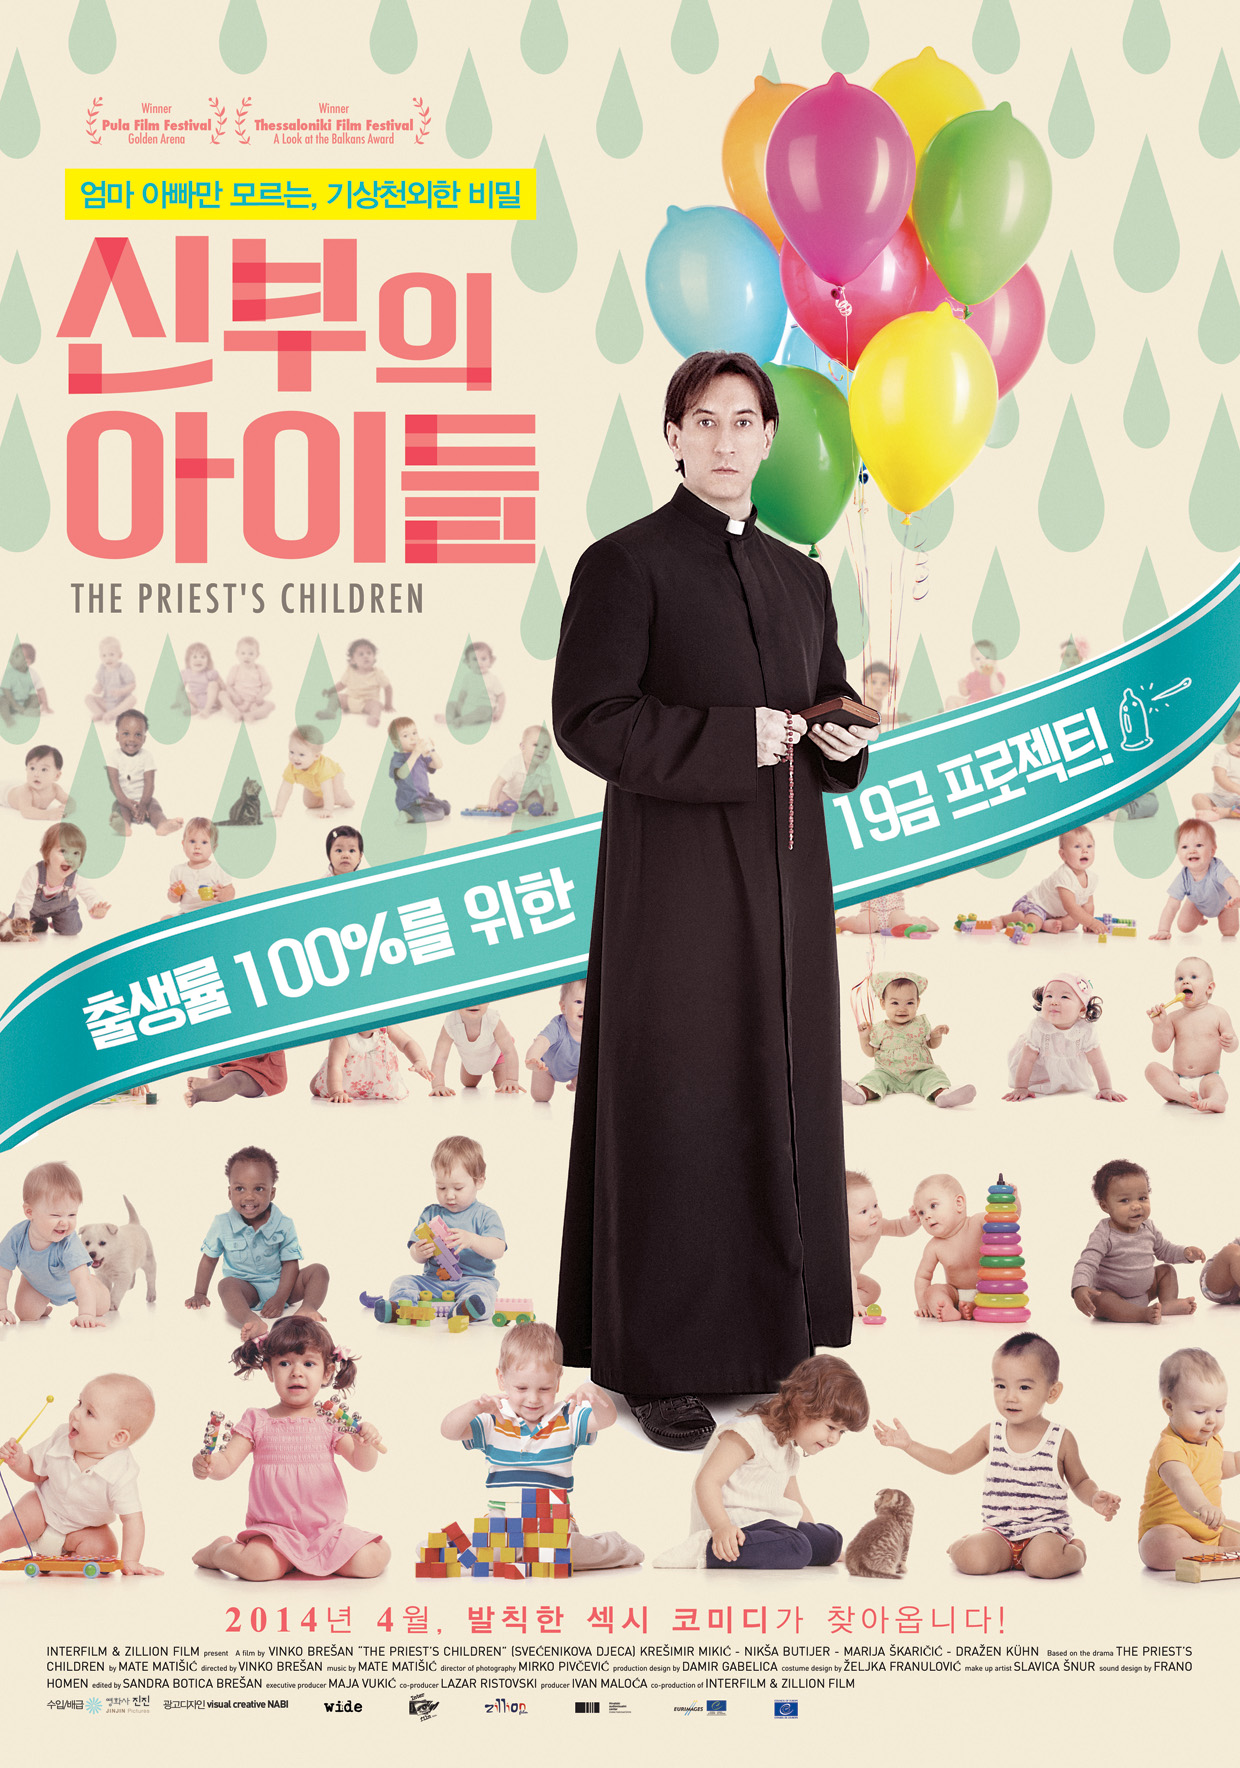 Winner
Pula Film Festival
Golden Arena
Winner
Thessaloniki Film Festival
A Look at the Balkans Award
엄마 아빠만 모르는, 기상천외한 비밀
신부의
아이들
THE PRIEST'S CHILDREN
출생률 100%를 위한 19금 프로젝트!
2014년 4월, 발칙한 섹시 코미디가 찾아옵니다!
INTERFILM & ZILLION FILM present A film by VINKO BREŠAN "THE PRIEST'S CHILDREN" (SVEĆENIKOVA DJECA) KREŠIMIR MIKIĆ - NIKŠA BUTIJER - MARIJA ŠKARIČIĆ - DRAŽEN KÜHN Based on the drama THE PRIEST'S
CHILDREN by MATE MATIŠIĆ directed by VINKO BREŠAN music by MATE MATIŠIĆ director of photography MIRKO PIVČEVIĆ production design by DAMIR GABELICA costume design by ŽELJKA FRANULOVIĆ make up artist SLAVICA ŠNUR sound design by FRANO
HOMEN edited by SANDRA BOTICA BREŠAN executive producer MAJA VUKIĆ co-producer LAZAR RISTOVSKI producer IVAN MALOĆA co-production of INTERFILM & ZILLION FILM
수입/배급 영화사 진진 JINJIN Pictures 광고디자인 visual creative NABI wide Inter film zillion EURIMAGES